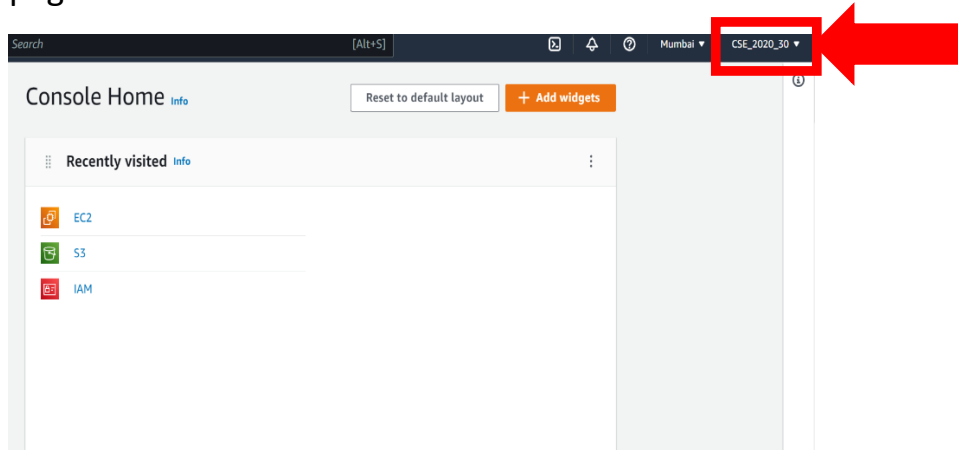 Search [Alt+S] Mumbai ▼ CSE_2020_30 ▼
Console Home Info Reset to default layout + Add widgets
Recently visited Info
EC2
S3
IAM